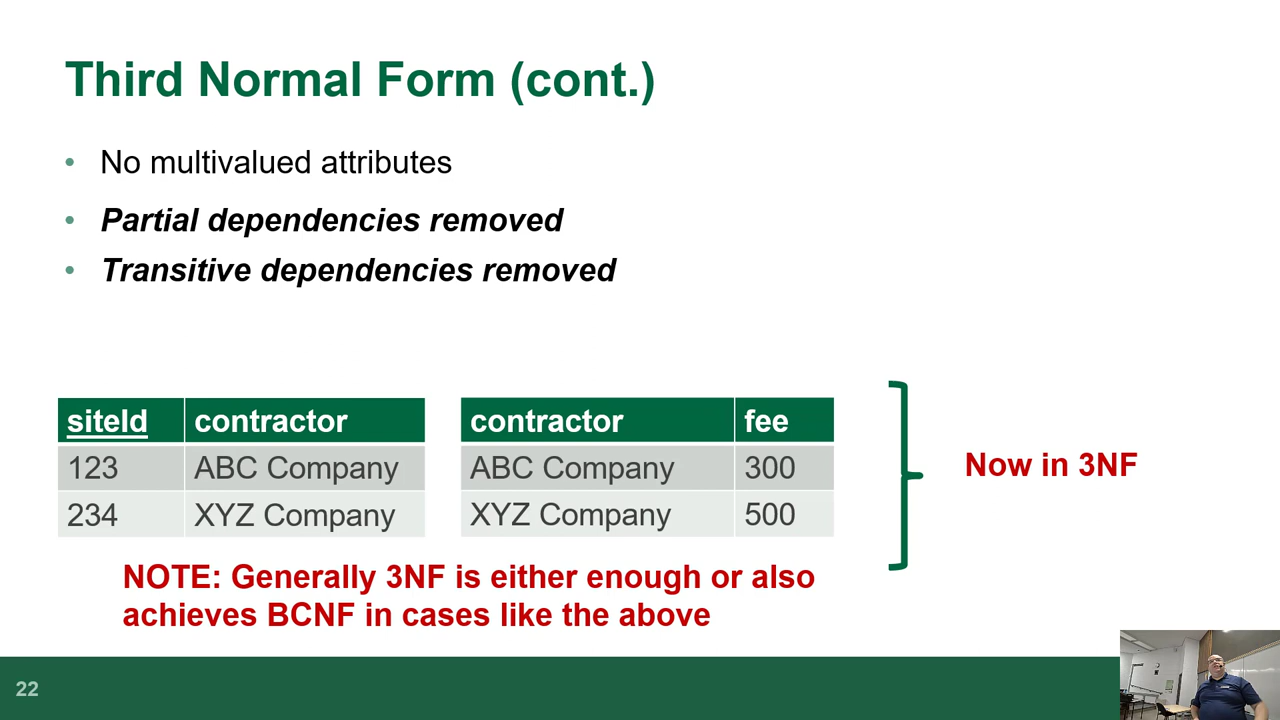 Third Normal Form (cont.)
• No multivalued attributes
• Partial dependencies removed
• Transitive dependencies removed
siteId contractor
123 ABC Company
234 XYZ Company
contractor fee
ABC Company 300
XYZ Company 500
Now in 3NF
NOTE: Generally 3NF is either enough or also
achieves BCNF in cases like the above
22